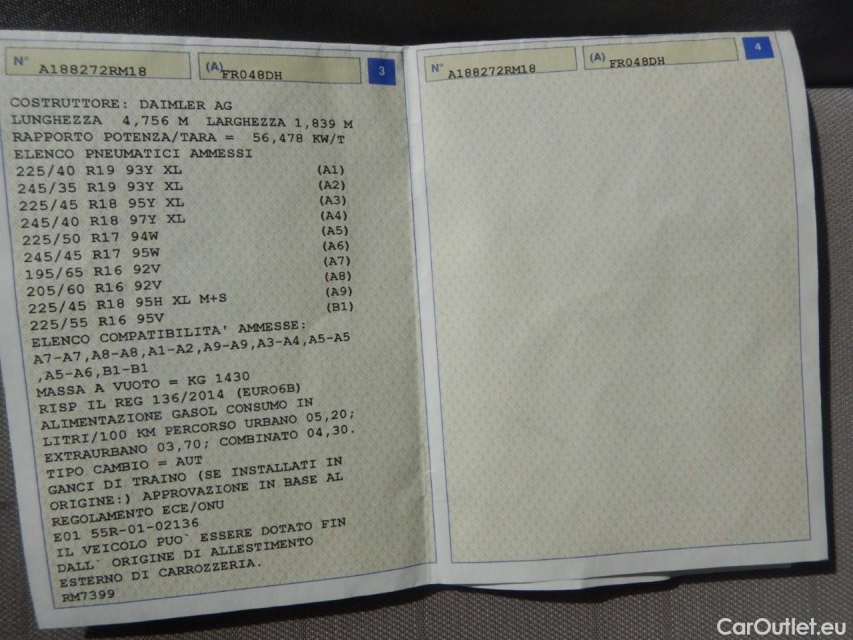 N° A188272RM18 (A) FR048DH 3
COSTRUTTORE: DAIMLER AG
LUNGHEZZA 4,756 M LARGHEZZA 1,839 M
RAPPORTO POTENZA/TARA = 56,478 KW/T
ELENCO PNEUMATICI AMMESSI
225/40 R19 93Y XL (A1)
245/35 R19 93Y XL (A2)
225/45 R18 95Y XL (A3)
245/40 R18 97Y XL (A4)
225/50 R17 94W (A5)
245/45 R17 95W (A6)
195/65 R16 92V (A7)
205/60 R16 92V (A8)
225/45 R18 95H XL M+S (A9)
225/55 R16 95V (B1)
ELENCO COMPATIBILITA' AMMESSE:
A7-A7,A8-A8,A1-A2,A9-A9,A3-A4,A5-A5
,A5-A6,B1-B1
MASSA A VUOTO = KG 1430
RISP IL REG 136/2014 (EURO6B)
ALIMENTAZIONE GASOL CONSUMO IN
LITRI/100 KM PERCORSO URBANO 05,20;
EXTRAURBANO 03,70; COMBINATO 04,30.
TIPO CAMBIO = AUT
GANCI DI TRAINO (SE INSTALLATI IN
ORIGINE:) APPROVAZIONE IN BASE AL
REGOLAMENTO ECE/ONU
E01 55R-01-02136
IL VEICOLO PUO` ESSERE DOTATO FIN
DALL` ORIGINE DI ALLESTIMENTO
ESTERNO DI CARROZZERIA.
RM7399
N° A188272RM18 (A) FR048DH 4
CarOutlet.eu